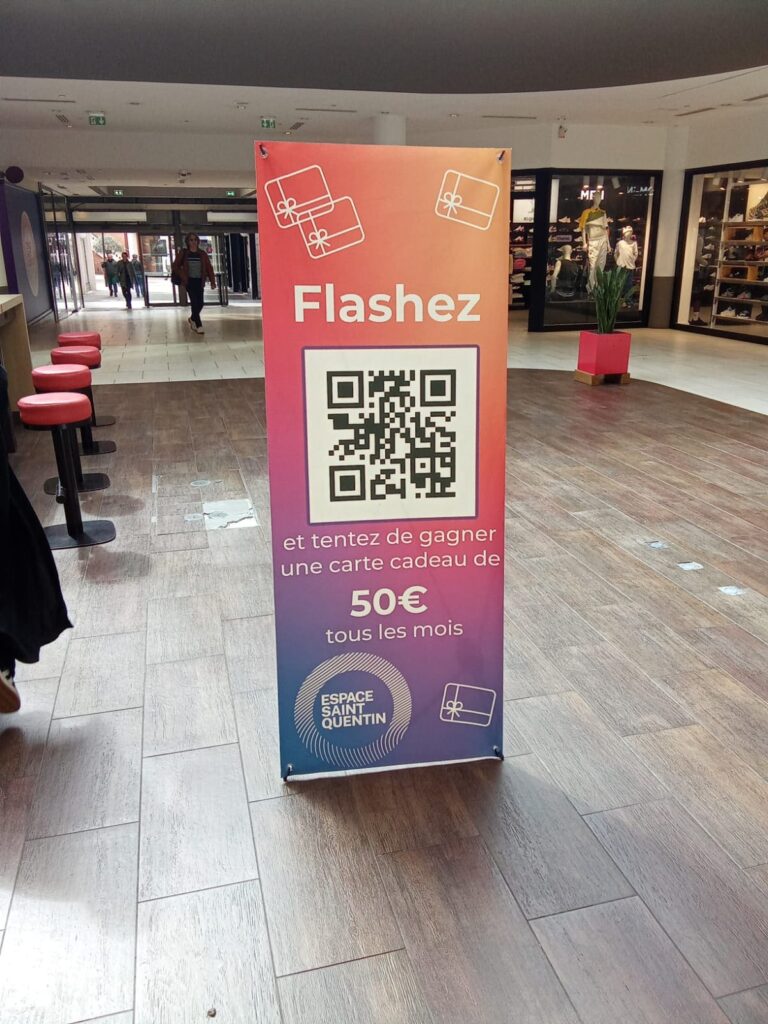 Flashez
et tentez de gagner
une carte cadeau de
50€
tous les mois
ESPACE
SAINT
QUENTIN